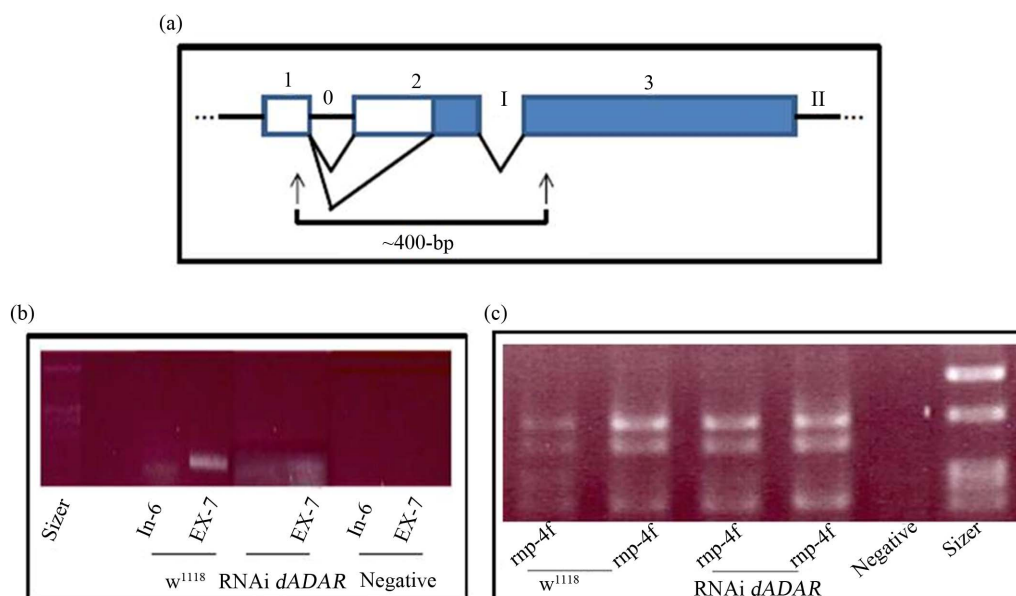 (a)
1 0 2 I 3 II
~400-bp
(b)
Sizer In-6 EX-7 EX-7 In-6 EX-7
w1118 RNAi dADAR Negative
(c)
rnp-4f rnp-4f rnp-4f rnp-4f Negative Sizer
w1118 RNAi dADAR